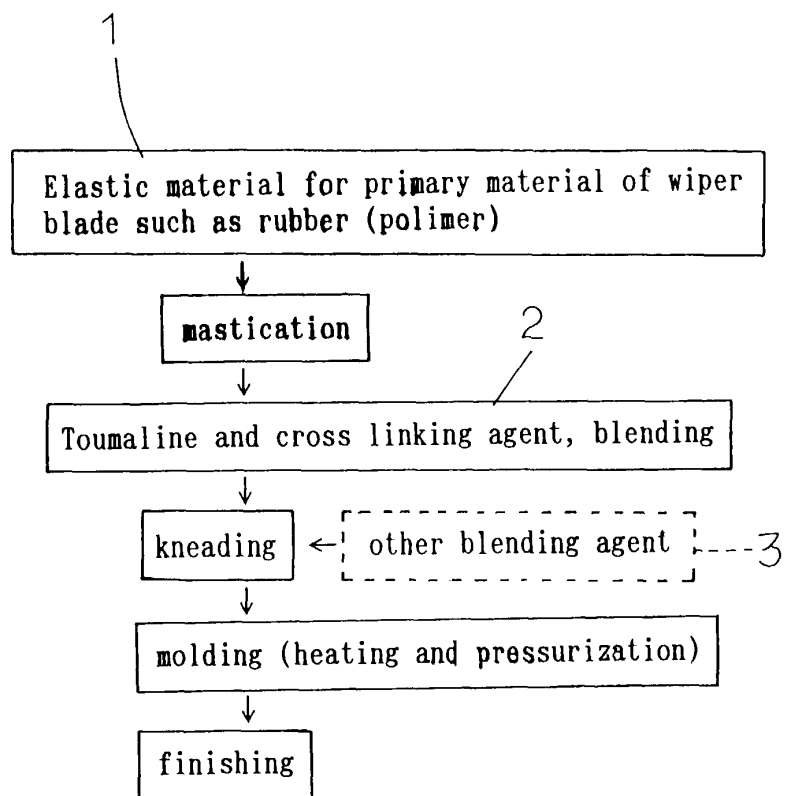 1
Elastic material for primary material of wiper
blade such as rubber (polimer)
mastication
2
Toumaline and cross linking agent, blending
kneading
other blending agent
3
molding (heating and pressurization)
finishing